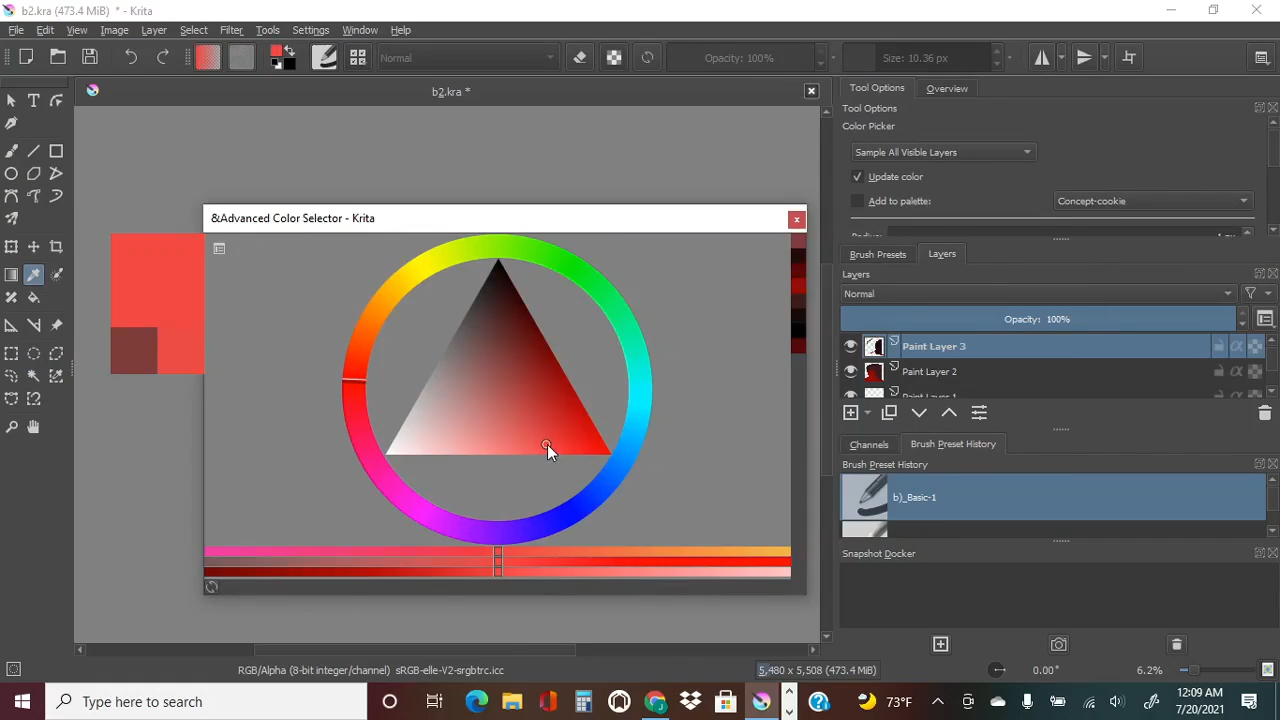 b2.kra (473.4 MiB) * - Krita
File Edit View Image Layer Select Filter Tools Settings Window Help
Normal Opacity: 100% Size: 10.36 px
b2.kra *
Tool Options Overview
Tool Options
Color Picker
Sample All Visible Layers
Update color
Add to palette: Concept-cookie
&Advanced Color Selector - Krita
Brush Presets Layers
Layers
Normal
Opacity: 100%
Paint Layer 3
Paint Layer 2
Channels Brush Preset History
Brush Preset History
b)_Basic-1
Snapshot Docker
RGB/Alpha (8-bit integer/channel) sRGB-elle-V2-srgbtrc.icc 5,480 x 5,508 (473.4 MiB) 0.00° 6.2%
Type here to search
73°F
12:09 AM
7/20/2021